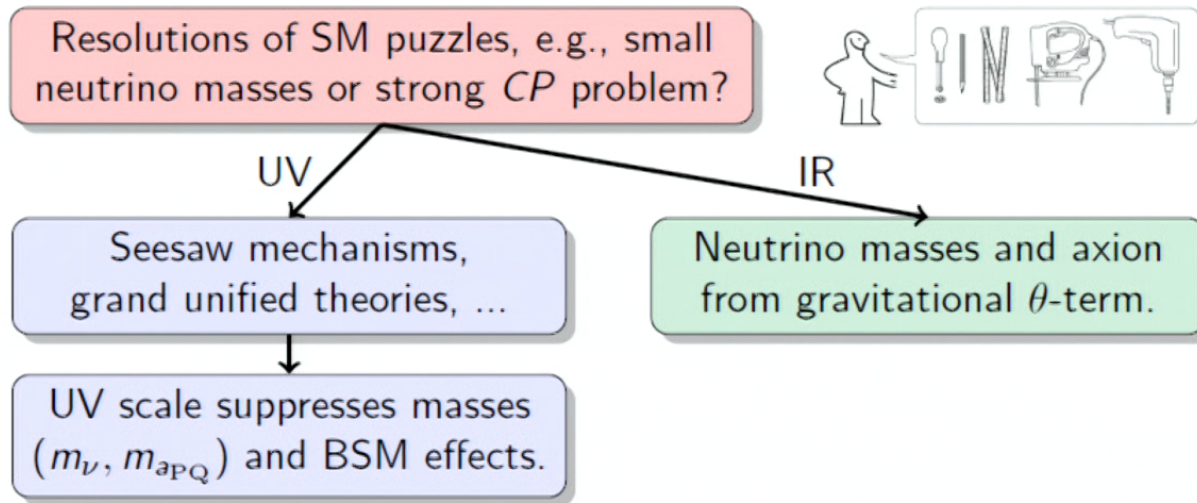 Resolutions of SM puzzles, e.g., small
neutrino masses or strong CP problem?
UV
IR
Seesaw mechanisms,
grand unified theories, ...
Neutrino masses and axion
from gravitational θ-term.
UV scale suppresses masses
(mν, maPQ) and BSM effects.